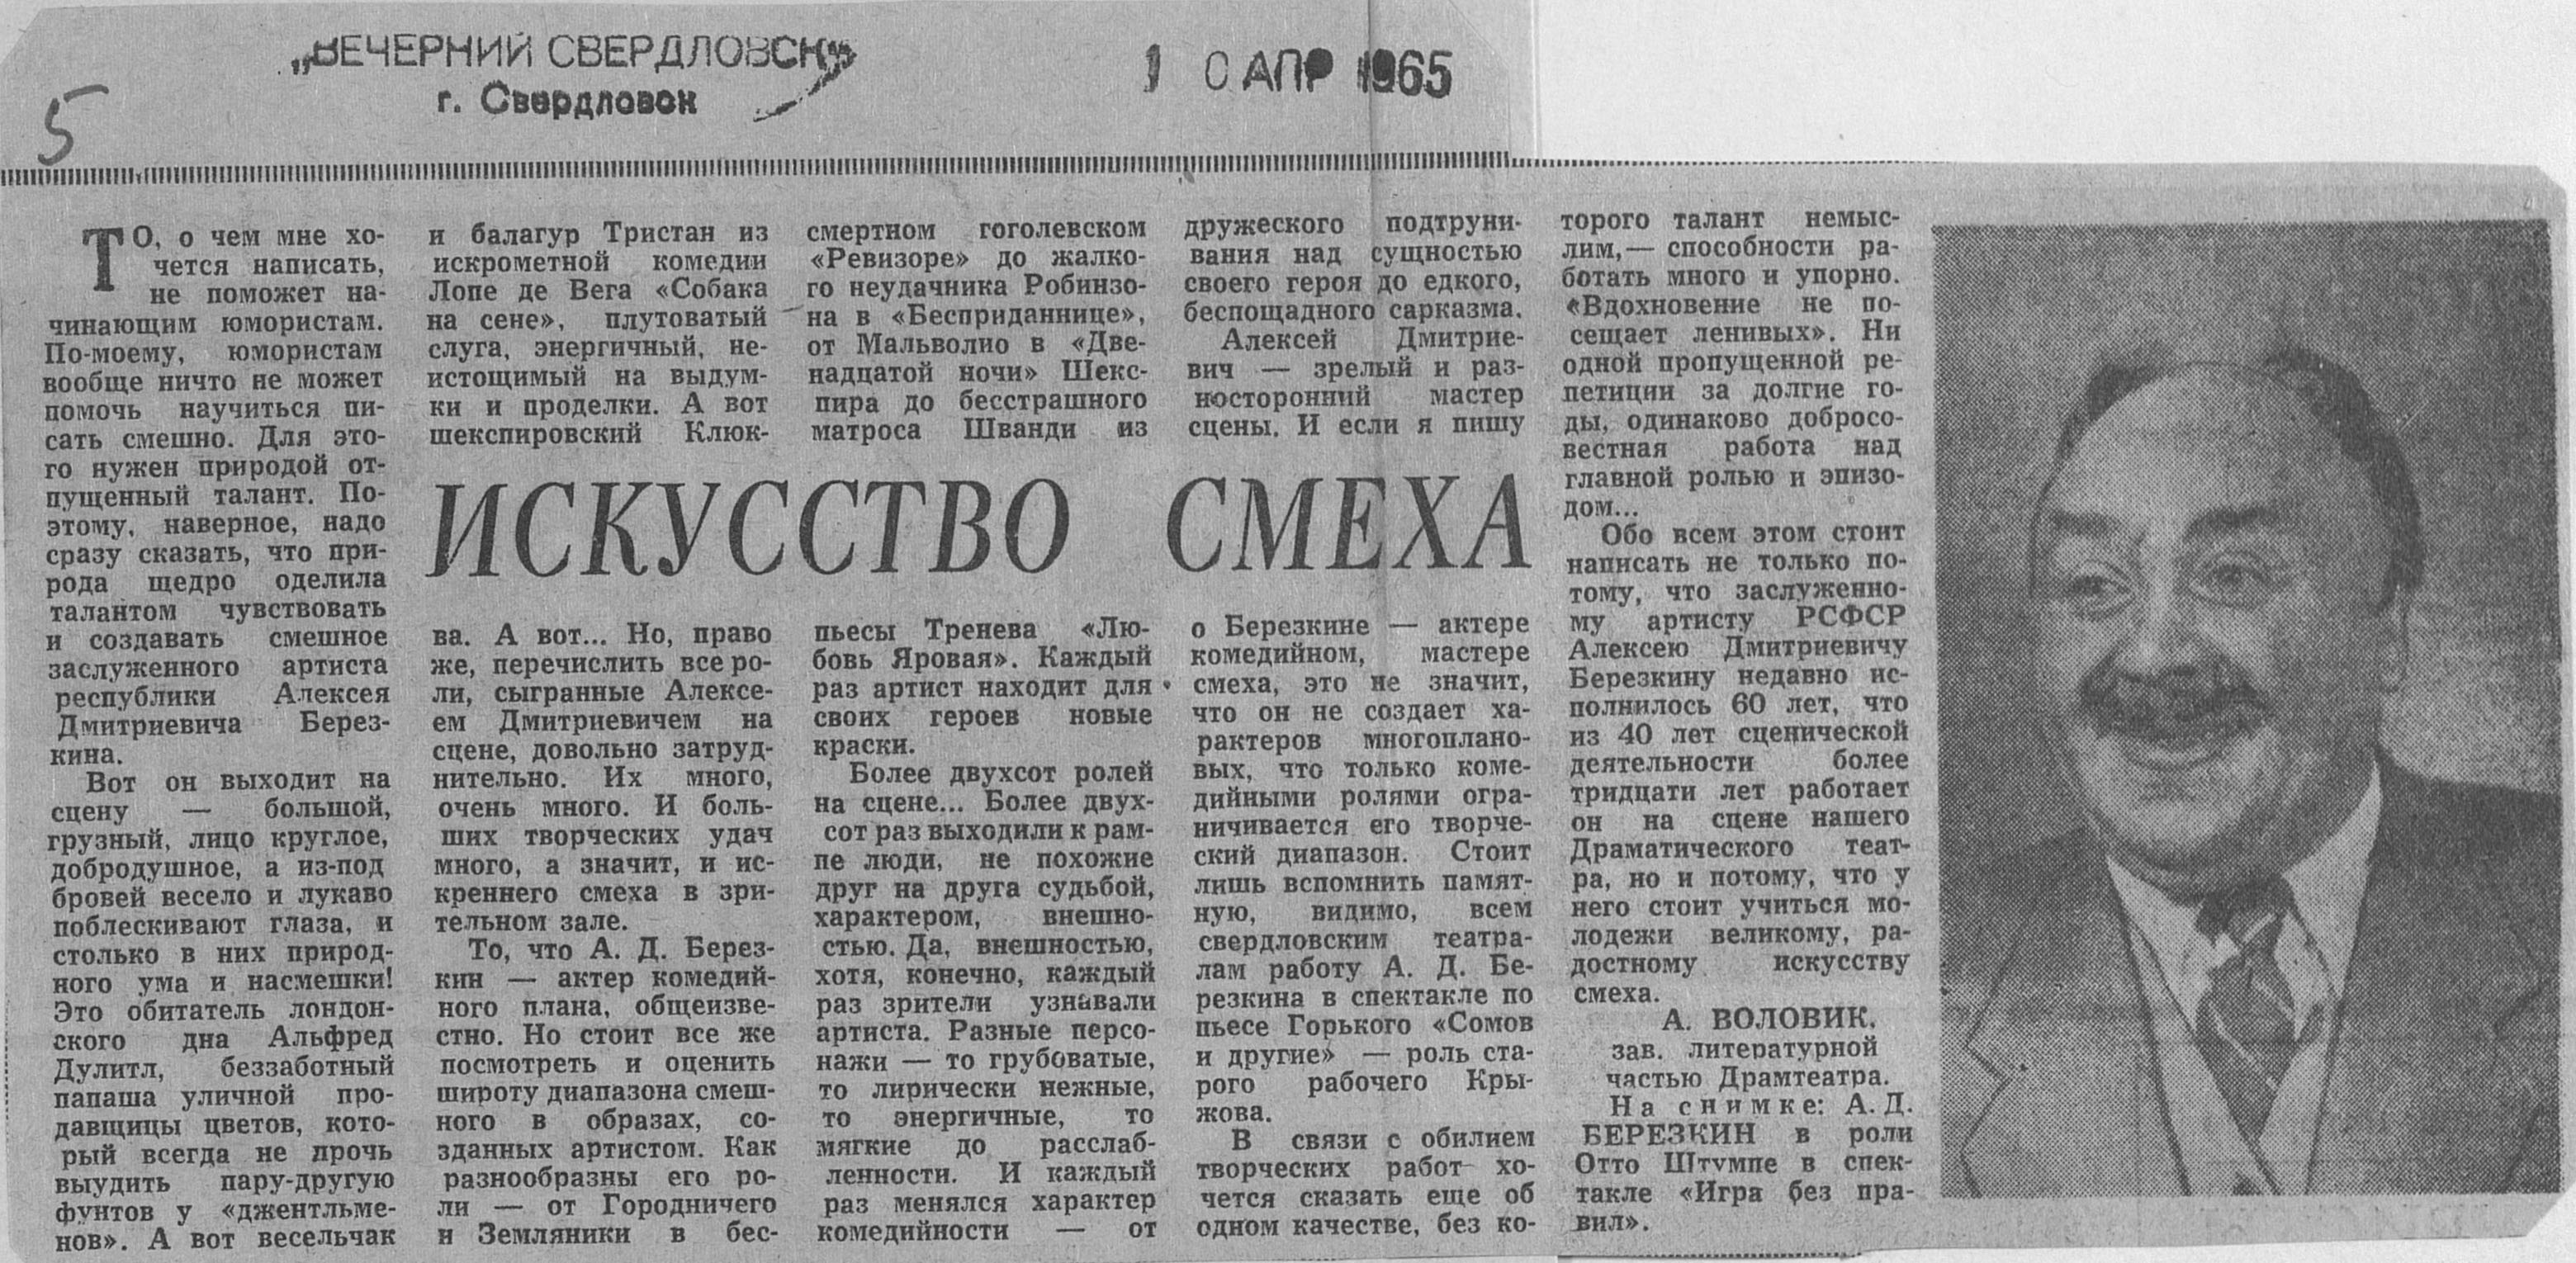 „ВЕЧЕРНИЙ СВЕРДЛОВСК"
г. Свердловск
1 0 АПР 1965
5
ТО, о чем мне хо-
чется написать,
не поможет на-
чинающим юмористам.
По-моему, юмористам
вообще ничто не может
помочь научиться пи-
сать смешно. Для это-
го нужен природой от-
пущенный талант. По-
этому, наверное, надо
сразу сказать, что при-
рода щедро оделила
талантом чувствовать
и создавать смешное
заслуженного артиста
республики Алексея
Дмитриевича Берез-
кина.
Вот он выходит на
сцену — большой,
грузный, лицо круглое,
добродушное, а из-под
бровей весело и лукаво
поблескивают глаза, и
столько в них природ-
ного ума и насмешки!
Это обитатель лондон-
ского дна Альфред
Дулитл, беззаботный
папаша уличной про-
давщицы цветов, кото-
рый всегда не прочь
выудить пару-другую
фунтов у «джентльме-
нов». А вот весельчак
и балагур Тристан из
искрометной комедии
Лопе де Вега «Собака
на сене», плутоватый
слуга, энергичный, не-
истощимый на выдум-
ки и проделки. А вот
шекспировский Клюк-
ИСКУССТВО СМЕХА
ва. А вот... Но, право
же, перечислить все ро-
ли, сыгранные Алексе-
ем Дмитриевичем на
сцене, довольно затруд-
нительно. Их много,
очень много. И боль-
ших творческих удач
много, а значит, и ис-
креннего смеха в зри-
тельном зале.
То, что А. Д. Берез-
кин — актер комедий-
ного плана, общеизве-
стно. Но стоит все же
посмотреть и оценить
широту диапазона смеш-
ного в образах, со-
зданных артистом. Как
разнообразны его ро-
ли — от Городничего
и Земляники в бес-
смертном гоголевском
«Ревизоре» до жалко-
го неудачника Робинзо-
на в «Бесприданнице»,
от Мальволио в «Две-
надцатой ночи» Шекс-
пира до бесстрашного
матроса Шванди из
пьесы Тренева «Лю-
бовь Яровая». Каждый
раз артист находит для
своих героев новые
краски.
Более двухсот ролей
на сцене... Более двух-
сот раз выходили к рам-
пе люди, не похожие
друг на друга судьбой,
характером, внешно-
стью. Да, внешностью,
хотя, конечно, каждый
раз зрители узнавали
артиста. Разные персо-
нажи — то грубоватые,
то лирически нежные,
то энергичные, то
мягкие до расслаб-
ленности. И каждый
раз менялся характер
комедийности — от
дружеского подтруни-
вания над сущностью
своего героя до едкого,
беспощадного сарказма.
Алексей Дмитрие-
вич — зрелый и раз-
носторонний мастер
сцены. И если я пишу
о Березкине — актере
комедийном, мастере
смеха, это не значит,
что он не создает ха-
рактеров многоплано-
вых, что только коме-
дийными ролями огра-
ничивается его творче-
ский диапазон. Стоит
лишь вспомнить памят-
ную, видимо, всем
свердловским театра-
лам работу А. Д. Бе-
резкина в спектакле по
пьесе Горького «Сомов
и другие» — роль ста-
рого рабочего Кры-
жова.
В связи с обилием
творческих работ хо-
чется сказать еще об
одном качестве, без ко-
торого талант немыс-
лим,— способности ра-
ботать много и упорно.
«Вдохновение не по-
сещает ленивых». Ни
одной пропущенной ре-
петиции за долгие го-
ды, одинаково добросо-
вестная работа над
главной ролью и эпизо-
дом...
Обо всем этом стоит
написать не только по-
тому, что заслуженно-
му артисту РСФСР
Алексею Дмитриевичу
Березкину недавно ис-
полнилось 60 лет, что
из 40 лет сценической
деятельности более
тридцати лет работает
он на сцене нашего
Драматического теат-
ра, но и потому, что у
него стоит учиться мо-
лодежи великому, ра-
достному искусству
смеха.
А. ВОЛОВИК,
зав. литературной
частью Драмтеатра.
На снимке: А. Д.
БЕРЕЗКИН в роли
Отто Штумпе в спек-
такле «Игра без пра-
вил».